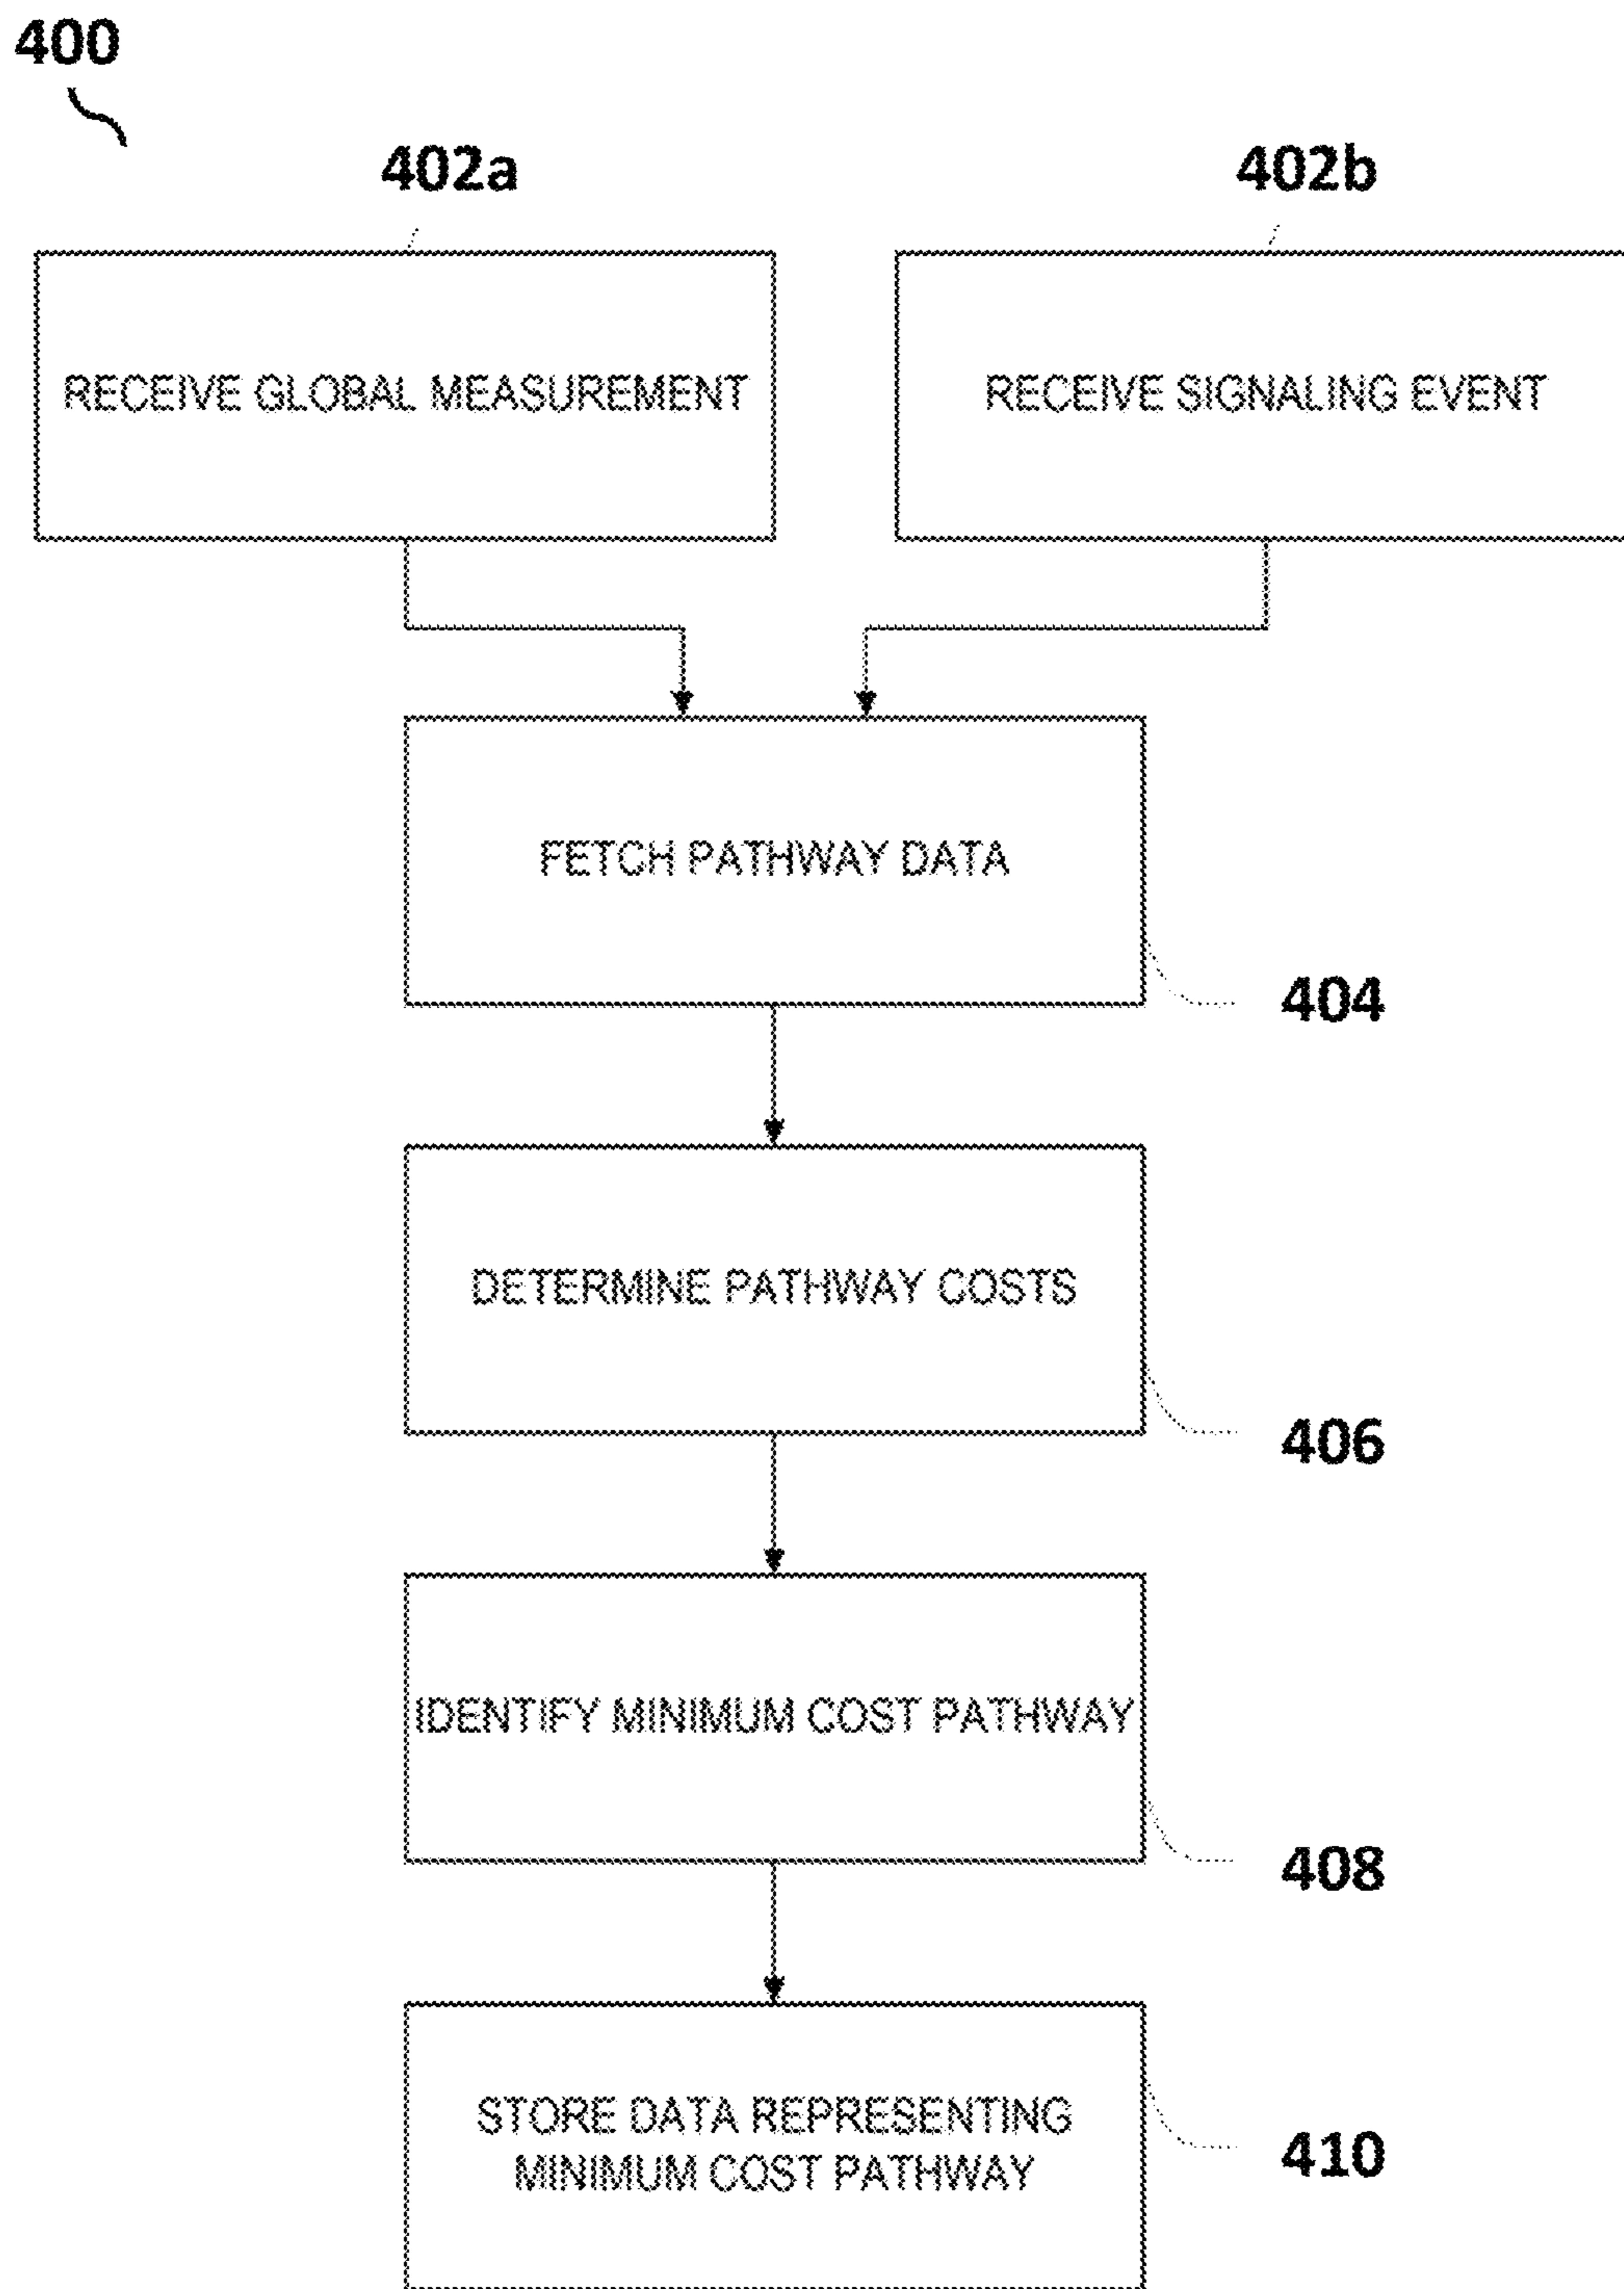 400
402a
402b
RECEIVE GLOBAL MEASUREMENT
RECEIVE SIGNALING EVENT
FETCH PATHWAY DATA
404
DETERMINE PATHWAY COSTS
406
IDENTIFY MINIMUM COST PATHWAY
408
STORE DATA REPRESENTING
MINIMUM COST PATHWAY
410